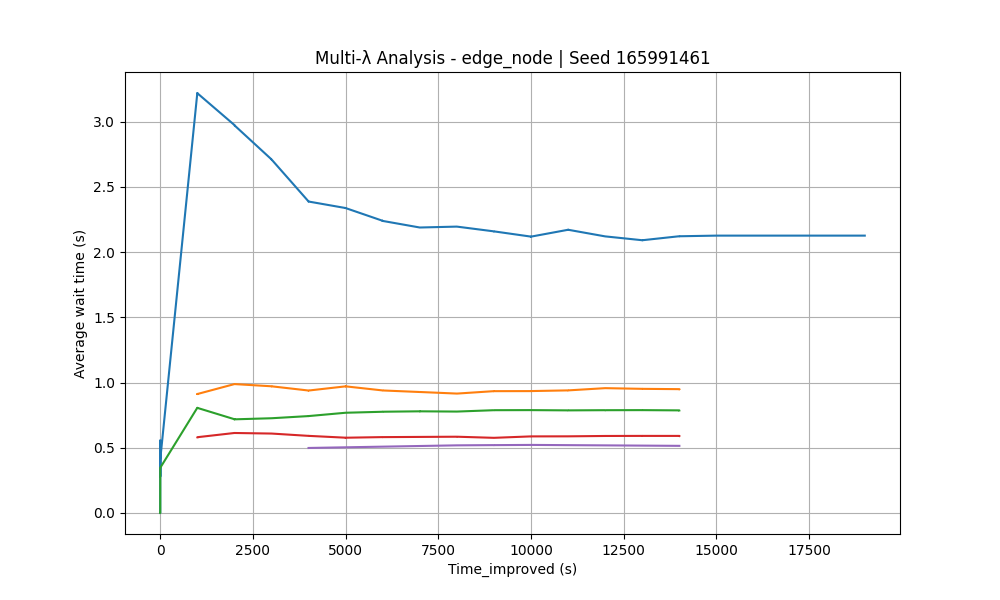 Multi-λ Analysis - edge_node | Seed 165991461
Average wait time (s)
3.0
2.5
2.0
1.5
1.0
0.5
0.0
0 2500 5000 7500 10000 12500 15000 17500
Time_improved (s)